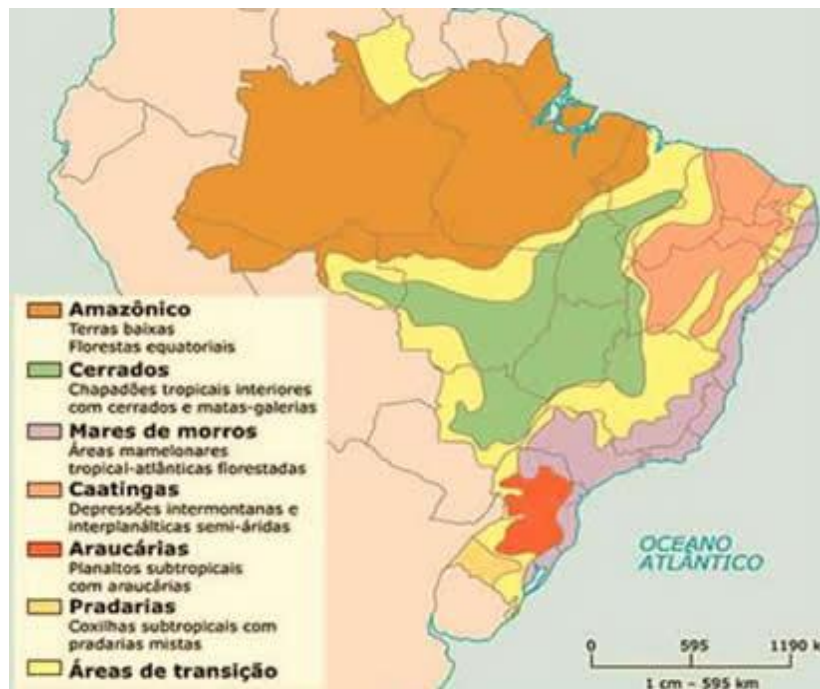 Amazônico
Terras baixas
Florestas equatoriais
Cerrados
Chapadões tropicais interiores
com cerrados e matas-galerias
Mares de morros
Áreas mamelonares
tropical-atlânticas florestadas
Caatingas
Depressões intermontanas e
interplanálticas semi-áridas
Araucárias
Planaltos subtropicais
com araucárias
Pradarias
Coxilhas subtropicais com
pradarias mistas
Áreas de transição
OCEANO
ATLÂNTICO
0 595 1190 k
1 cm – 595 km